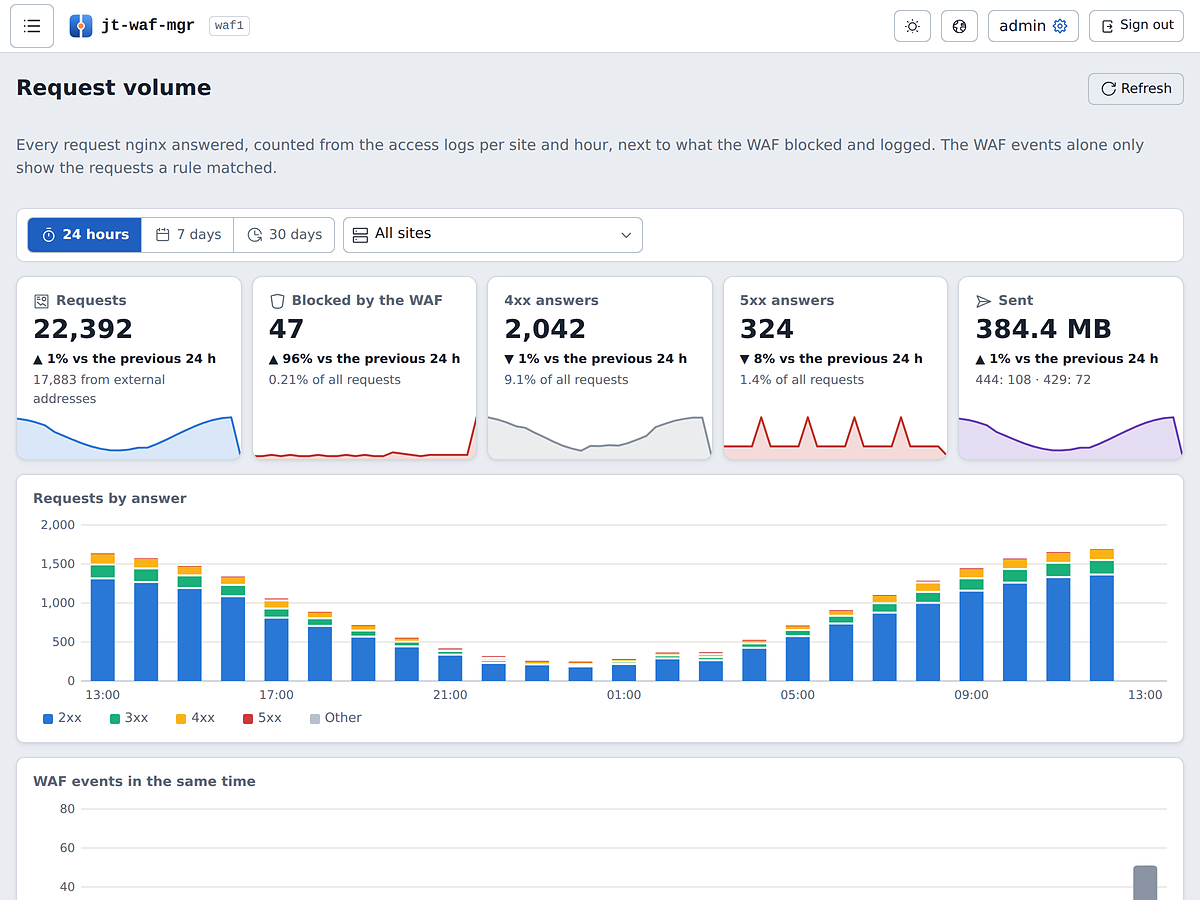 jt-waf-mgr waf1 admin Sign out
Request volume
Refresh
Every request nginx answered, counted from the access logs per site and hour, next to what the WAF blocked and logged. The WAF events alone only
show the requests a rule matched.
24 hours 7 days 30 days All sites
Requests
22,392
▲ 1% vs the previous 24 h
17,883 from external
addresses
Blocked by the WAF
47
▲ 96% vs the previous 24 h
0.21% of all requests
4xx answers
2,042
▼ 1% vs the previous 24 h
9.1% of all requests
5xx answers
324
▼ 8% vs the previous 24 h
1.4% of all requests
Sent
384.4 MB
▲ 1% vs the previous 24 h
444: 108 · 429: 72
Requests by answer
2,000
1,500
1,000
500
0
13:00 17:00 21:00 01:00 05:00 09:00 13:00
2xx 3xx 4xx 5xx Other
WAF events in the same time
80
60
40